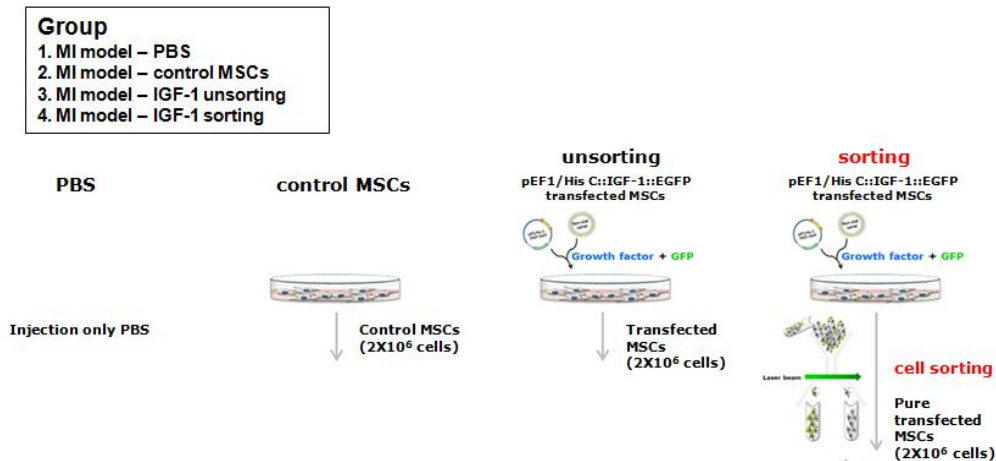 Group
1. MI model – PBS
2. MI model – control MSCs
3. MI model – IGF-1 unsorting
4. MI model – IGF-1 sorting
PBS
Injection only PBS
control MSCs
Control MSCs
(2X10⁶ cells)
unsorting
pEF1/His C::IGF-1::EGFP
transfected MSCs
Growth factor + GFP
Transfected
MSCs
(2X10⁶ cells)
sorting
pEF1/His C::IGF-1::EGFP
transfected MSCs
Growth factor + GFP
Laser beam
cell sorting
Pure
transfected
MSCs
(2X10⁶ cells)